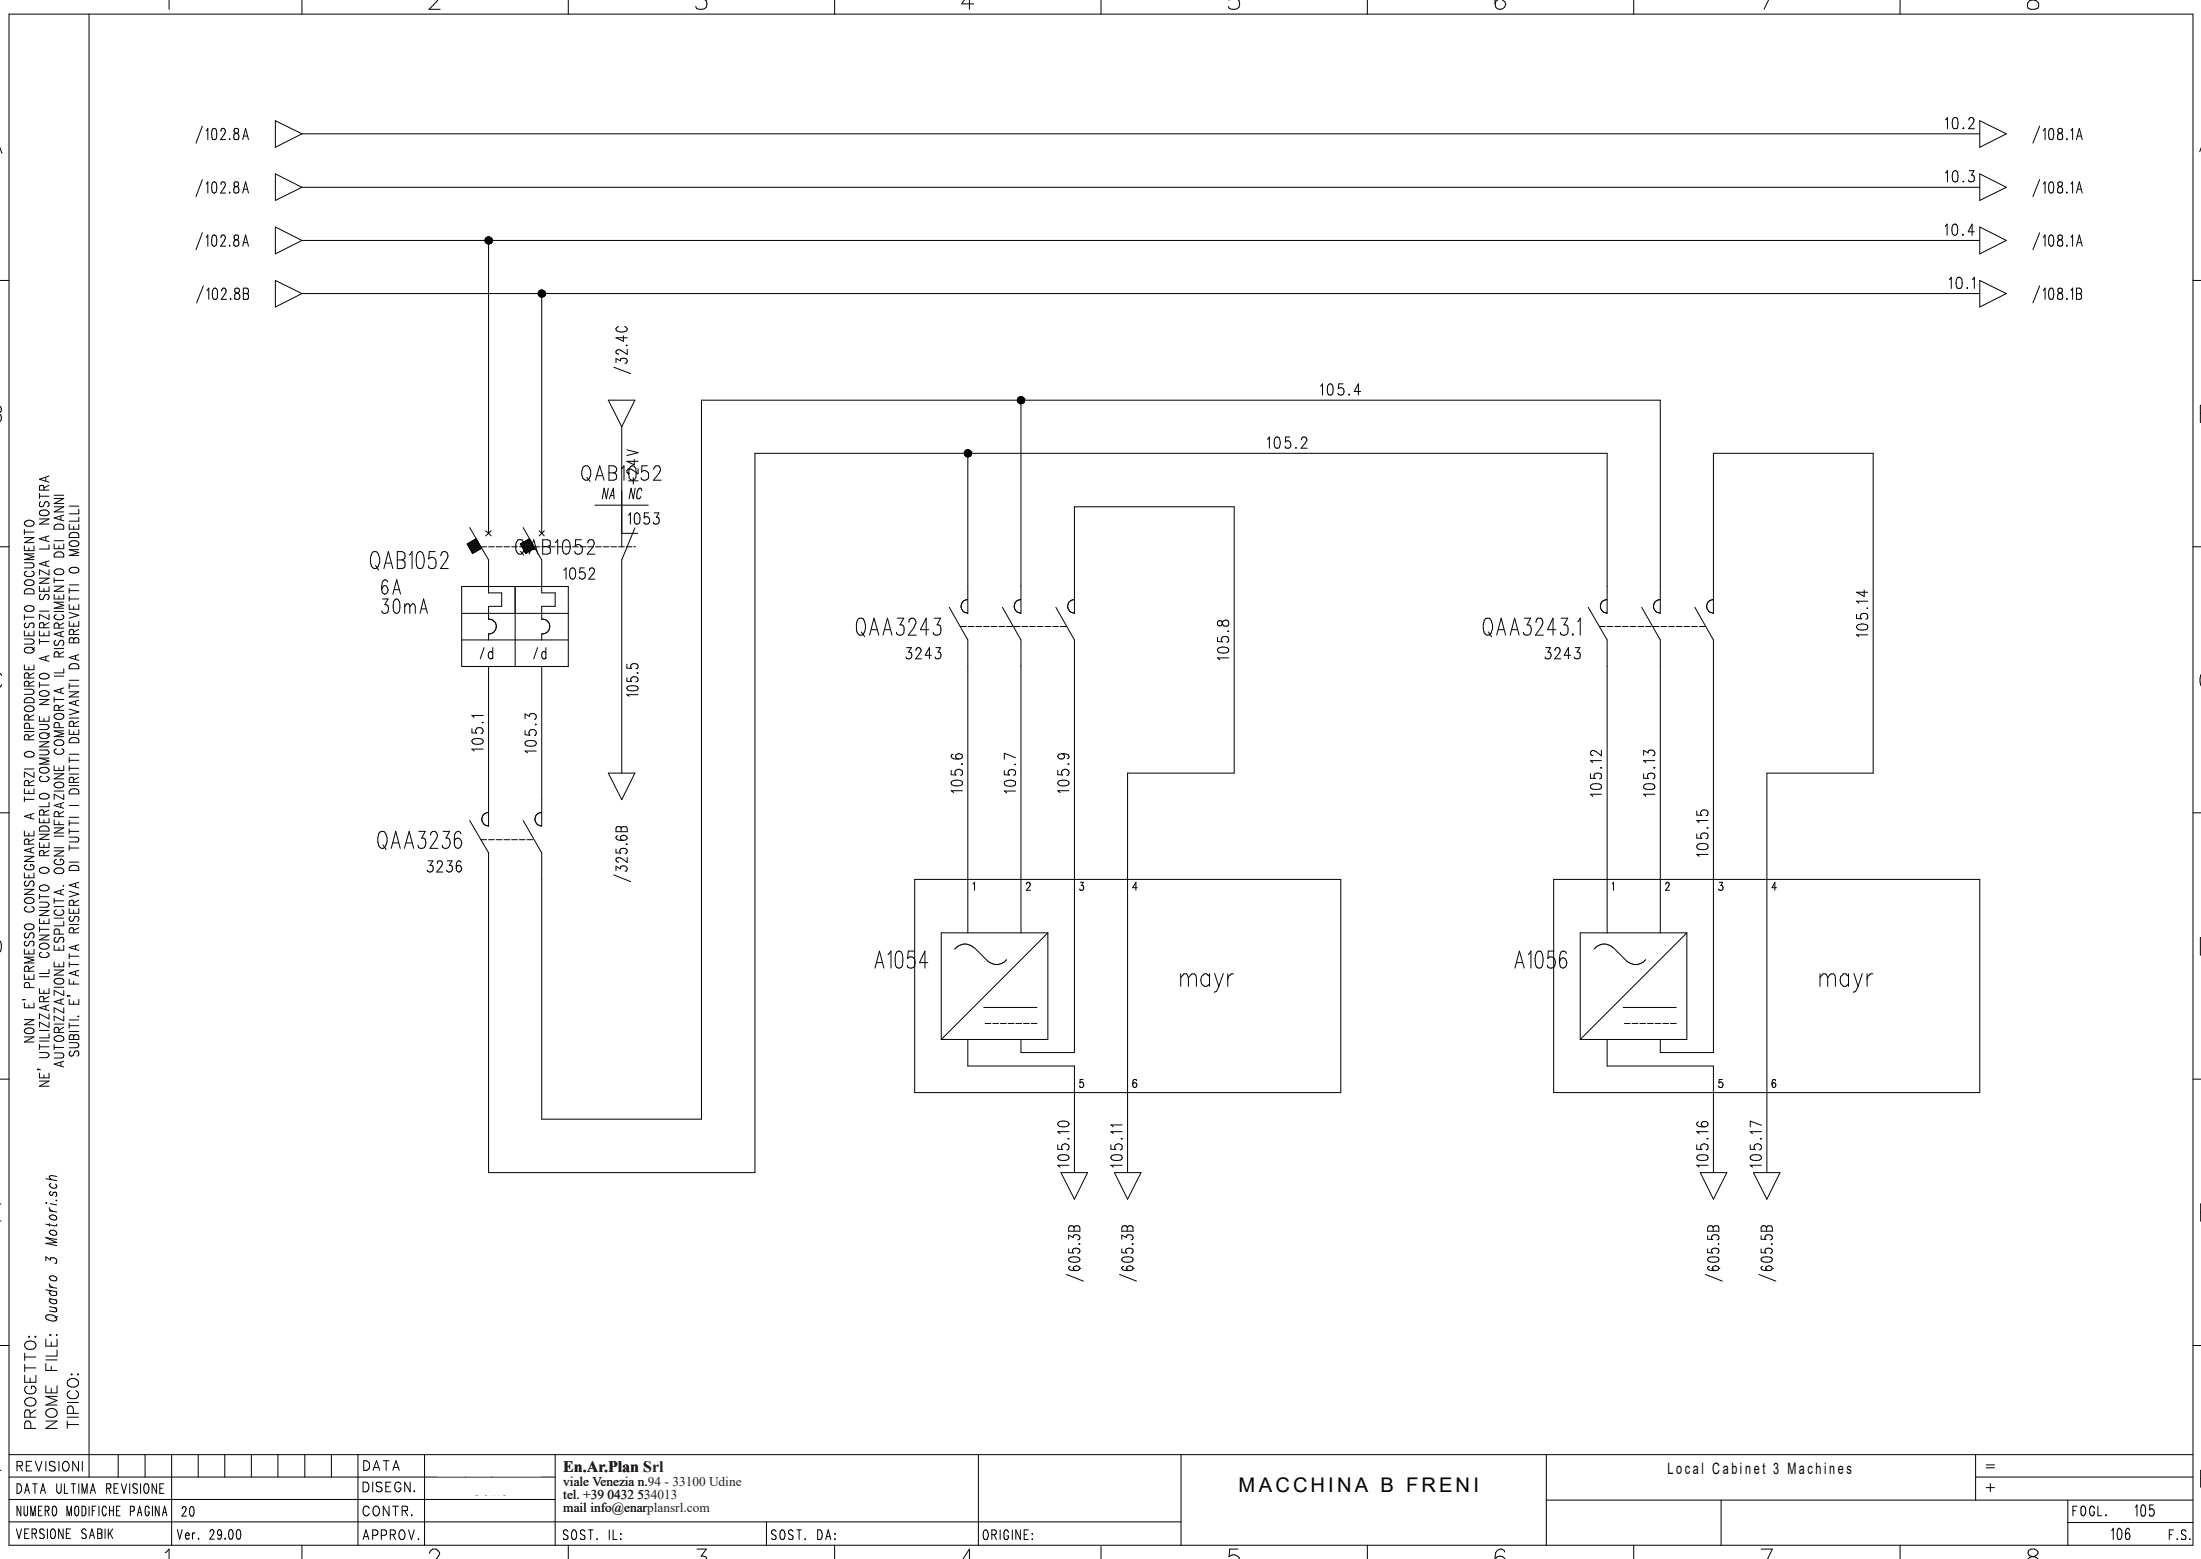 1 2 3 4 5 6 7 8
/102.8A 10.2 /108.1A
/102.8A 10.3 /108.1A
/102.8A 10.4 /108.1A
/102.8B 10.1 /108.1B
/32.4C
105.4
105.2
+24V
QAB1052
NA NC
1053
QAB1052
6A
30mA
QAB1052
1052
/d /d
105.5
105.1
105.3
QAA3236
3236
/325.6B
QAA3243
3243
105.8
105.6
105.7
105.9
1 2 3 4
A1054
mayr
5 6
105.10
105.11
/605.3B
/605.3B
QAA3243.1
3243
105.14
105.12
105.13
105.15
1 2 3 4
A1056
mayr
5 6
105.16
105.17
/605.5B
/605.5B
NON E' PERMESSO CONSEGNARE A TERZI O RIPRODURRE QUESTO DOCUMENTO
NE' UTILIZZARE IL CONTENUTO O RENDERLO COMUNQUE NOTO A TERZI SENZA LA NOSTRA
AUTORIZZAZIONE ESPLICITA. OGNI INFRAZIONE COMPORTA IL RISARCIMENTO DEI DANNI
SUBITI. E' FATTA RISERVA DI TUTTI I DIRITTI DERIVANTI DA BREVETTI O MODELLI
PROGETTO:
NOME FILE: Quadro 3 Motori.sch
TIPICO:
REVISIONI
DATA ULTIMA REVISIONE
NUMERO MODIFICHE PAGINA 20
VERSIONE SABIK Ver. 29.00
DATA
DISEGN.
CONTR.
APPROV.
En.Ar.Plan Srl
viale Venezia n.94 - 33100 Udine
tel. +39 0432 534013
mail info@enarplansrl.com
SOST. IL: SOST. DA: ORIGINE:
MACCHINA B FRENI
Local Cabinet 3 Machines
=
+
FOGL. 105
106 F.S.
1 2 3 4 5 6 7 8